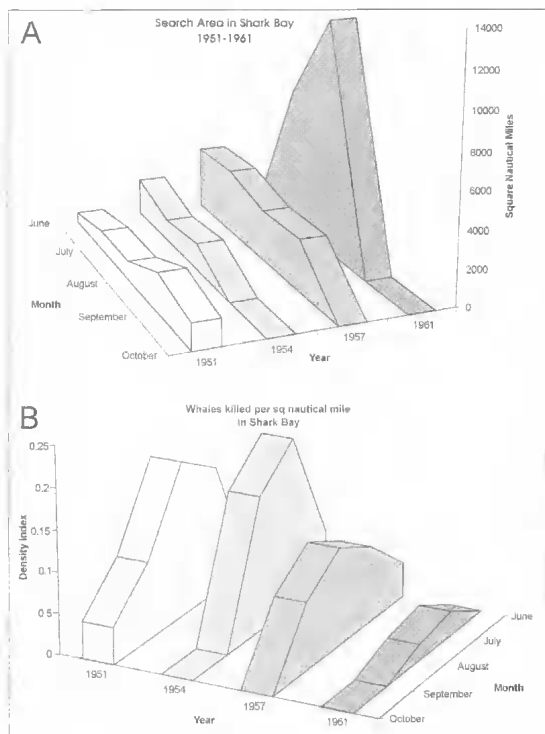 A
Search Area in Shark Bay
1951-1961
14000
12000
10000
8000
6000
4000
2000
0
Square Nautical Miles
June
July
August
Month
September
October
1951
1954
1957
1961
Year
B
Whales killed per sq nautical mile
in Shark Bay
0.25
0.2
0.15
0.1
0.5
0
Density Index
1951
1954
1957
1961
Year
June
July
August
Month
September
October